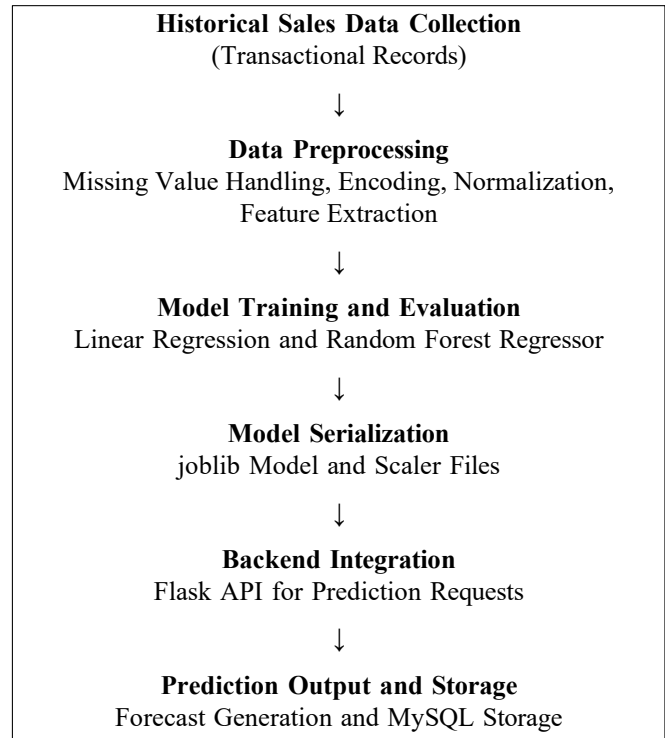 Historical Sales Data Collection
(Transactional Records)
↓
Data Preprocessing
Missing Value Handling, Encoding, Normalization,
Feature Extraction
↓
Model Training and Evaluation
Linear Regression and Random Forest Regressor
↓
Model Serialization
joblib Model and Scaler Files
↓
Backend Integration
Flask API for Prediction Requests
↓
Prediction Output and Storage
Forecast Generation and MySQL Storage